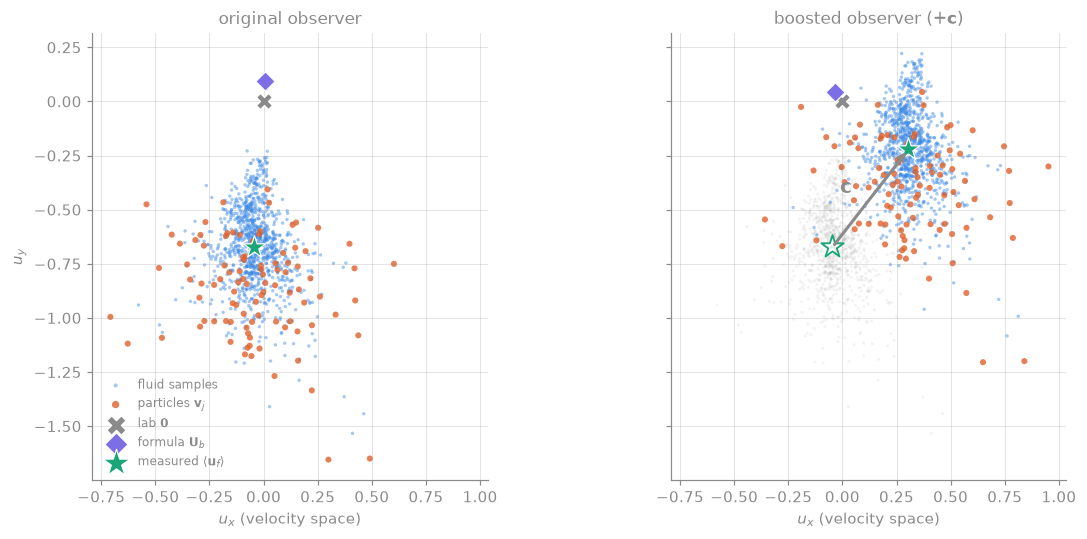 original observer
0.25
0.00
−0.25
−0.50
−0.75
−1.00
−1.25
−1.50
u_y
fluid samples
particles v_j
lab 0
formula U_b
measured ⟨u_f⟩
−0.75 −0.50 −0.25 0.00 0.25 0.50 0.75 1.00
u_x (velocity space)
boosted observer (+c)
c
−0.75 −0.50 −0.25 0.00 0.25 0.50 0.75 1.00
u_x (velocity space)